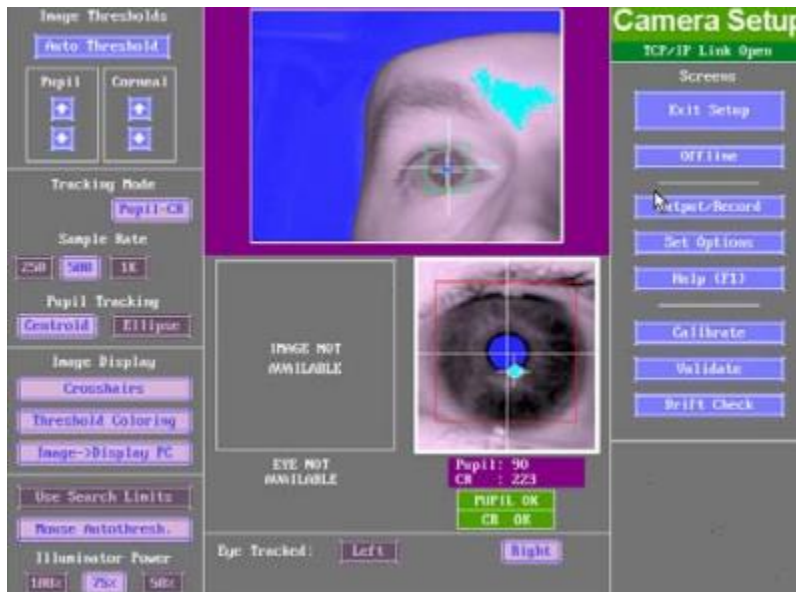 Image Thresholds
Auto Threshold
Pupil Corneal
Tracking Mode
Pupil-CR
Sample Rate
250 500 1K
Pupil Tracking
Centroid Ellipse
Image Display
Crosshairs
Threshold Coloring
Image->Display PC
Use Search Limits
Mouse Autothresh.
Illuminator Power
100% 75% 50%
IMAGE NOT
AVAILABLE
EYE NOT
AVAILABLE
Pupil: 90
CR : 223
PUPIL OK
CR OK
Eye Tracked: Left Right
Camera Setup
TCP/IP Link Open
Screens
Exit Setup
Offline
Output/Record
Set Options
Help (F1)
Calibrate
Validate
Drift Check